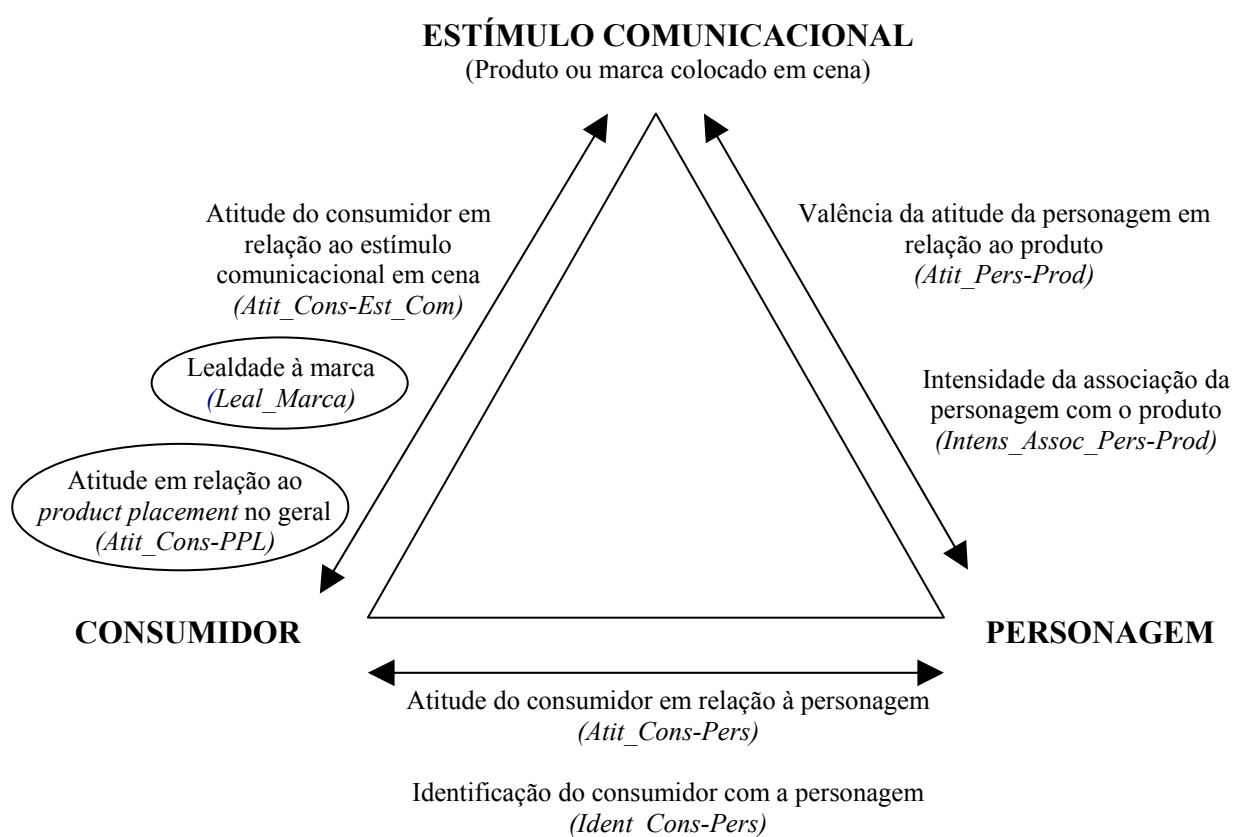 ESTÍMULO COMUNICACIONAL
(Produto ou marca colocado em cena)
Atitude do consumidor em
relação ao estímulo
comunicacional em cena
(Atit_Cons-Est_Com)
Valência da atitude da personagem em
relação ao produto
(Atit_Pers-Prod)
Lealdade à marca
(Leal_Marca)
Intensidade da associação da
personagem com o produto
(Intens_Assoc_Pers-Prod)
Atitude em relação ao
product placement no geral
(Atit_Cons-PPL)
CONSUMIDOR
PERSONAGEM
Atitude do consumidor em relação à personagem
(Atit_Cons-Pers)
Identificação do consumidor com a personagem
(Ident_Cons-Pers)